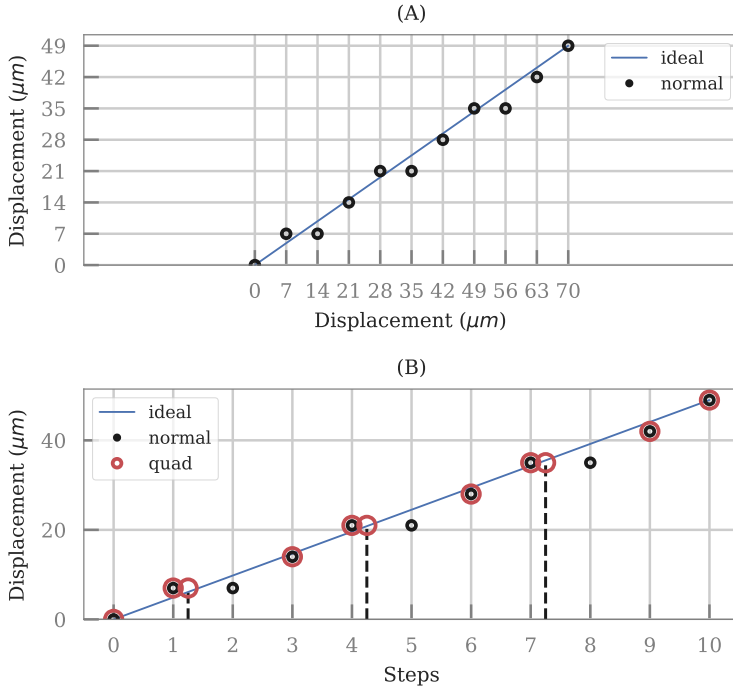 (A)
Displacement (μm)
49
42
35
28
21
14
7
0
ideal
normal
0 7 14 21 28 35 42 49 56 63 70
Displacement (μm)
(B)
Displacement (μm)
40
20
0
ideal
normal
quad
0 1 2 3 4 5 6 7 8 9 10
Steps